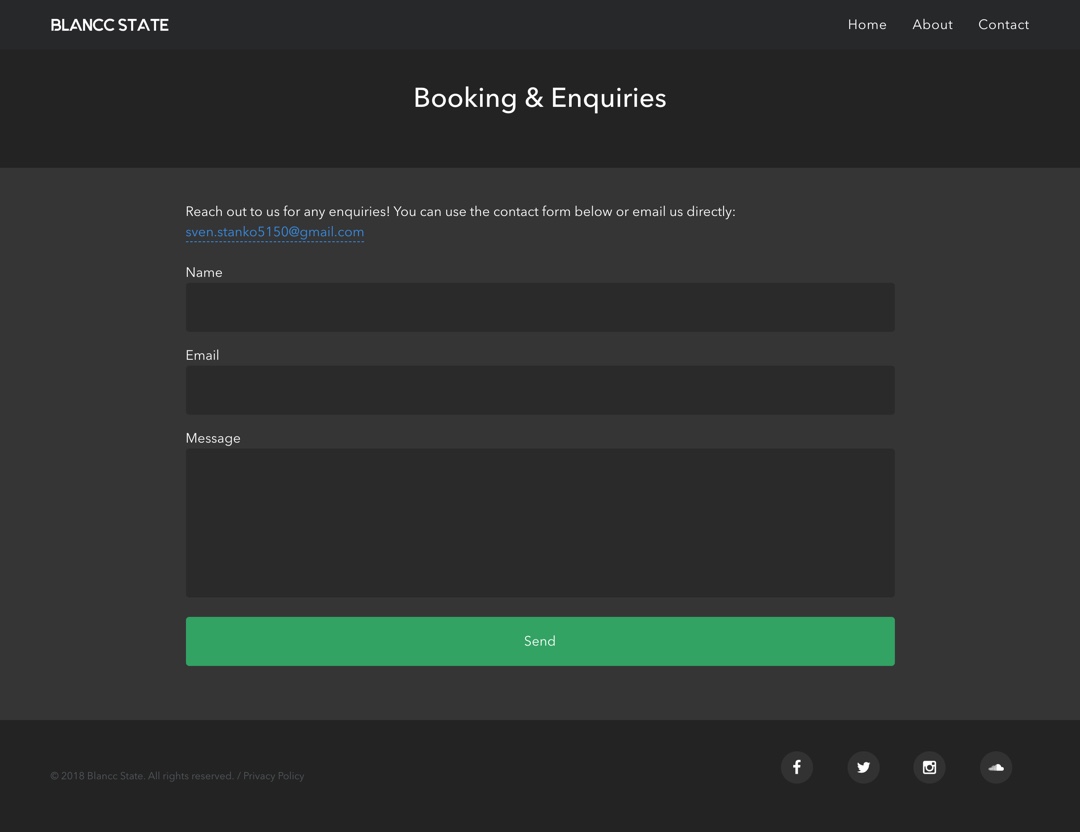 BLANCC STATE
Home About Contact
Booking & Enquiries
Reach out to us for any enquiries! You can use the contact form below or email us directly:
sven.stanko5150@gmail.com
Name
Email
Message
Send
© 2018 Blancc State. All rights reserved. / Privacy Policy